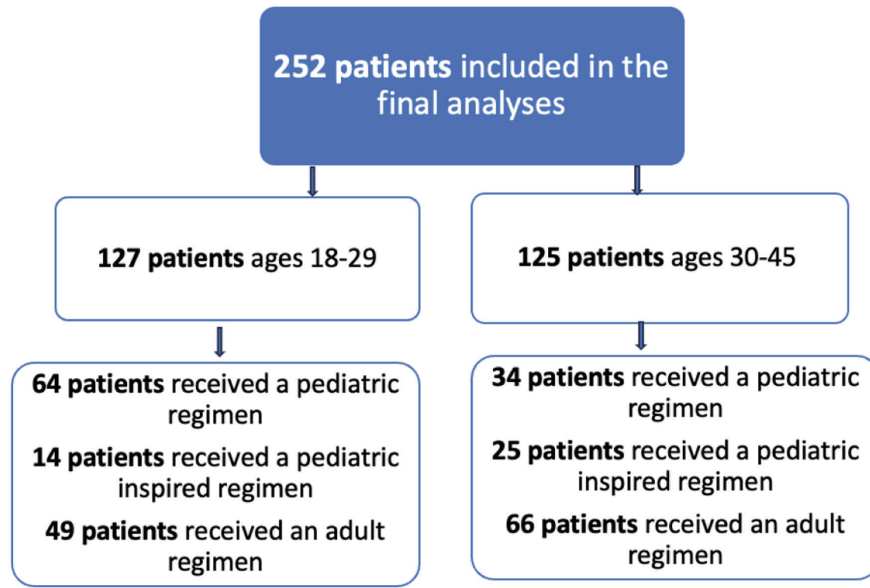 252 patients included in the
final analyses
127 patients ages 18-29
125 patients ages 30-45
64 patients received a pediatric
regimen
14 patients received a pediatric
inspired regimen
49 patients received an adult
regimen
34 patients received a pediatric
regimen
25 patients received a pediatric
inspired regimen
66 patients received an adult
regimen